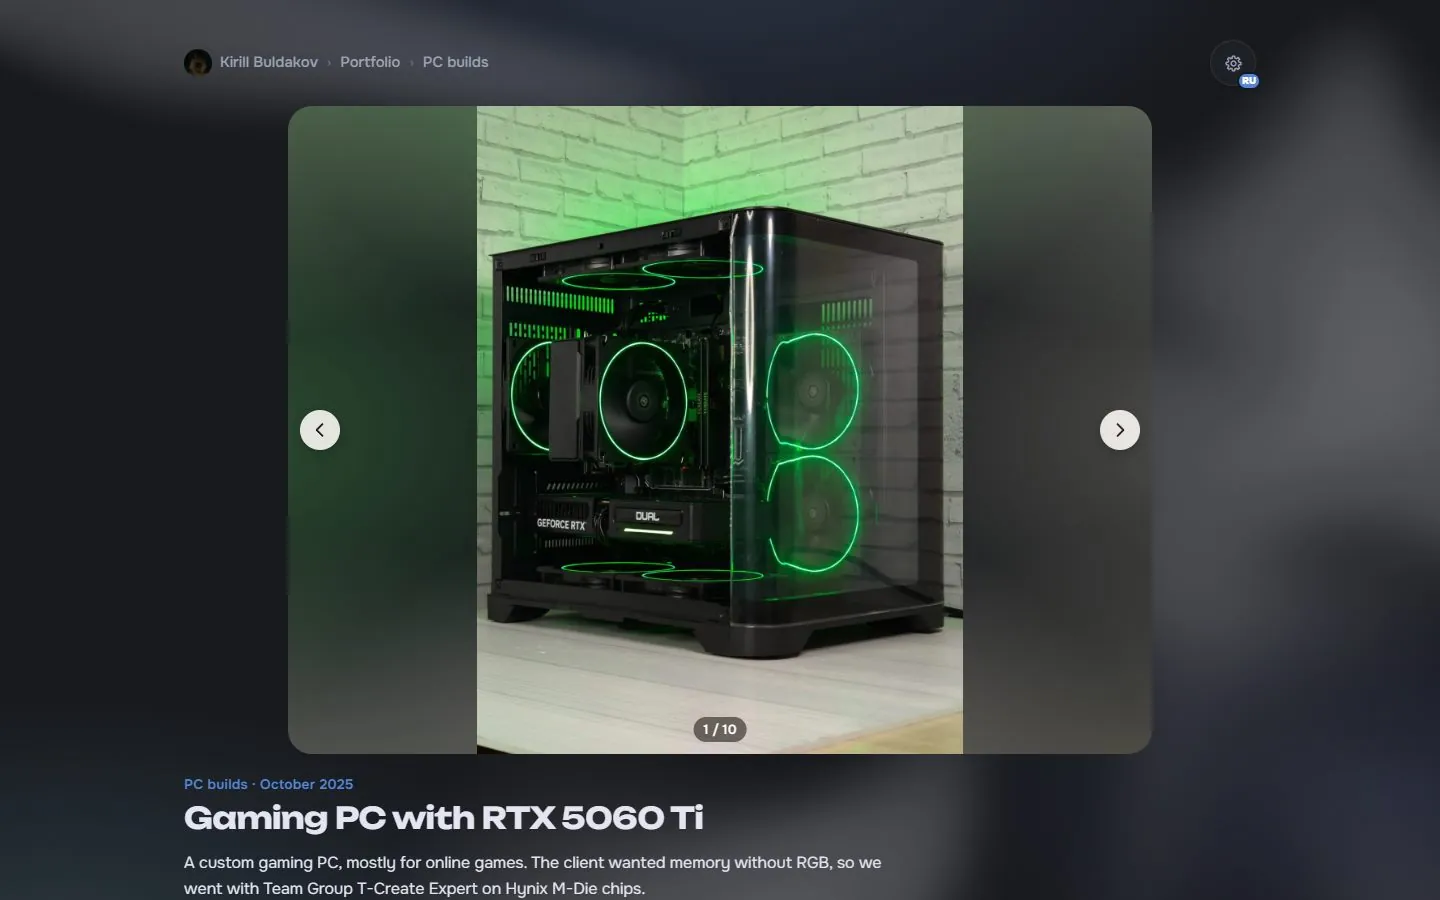 Kirill Buldakov › Portfolio › PC builds
RU
GEFORCE RTX
DUAL
1 / 10
PC builds · October 2025
Gaming PC with RTX 5060 Ti
A custom gaming PC, mostly for online games. The client wanted memory without RGB, so we
went with Team Group T-Create Expert on Hynix M-Die chips.